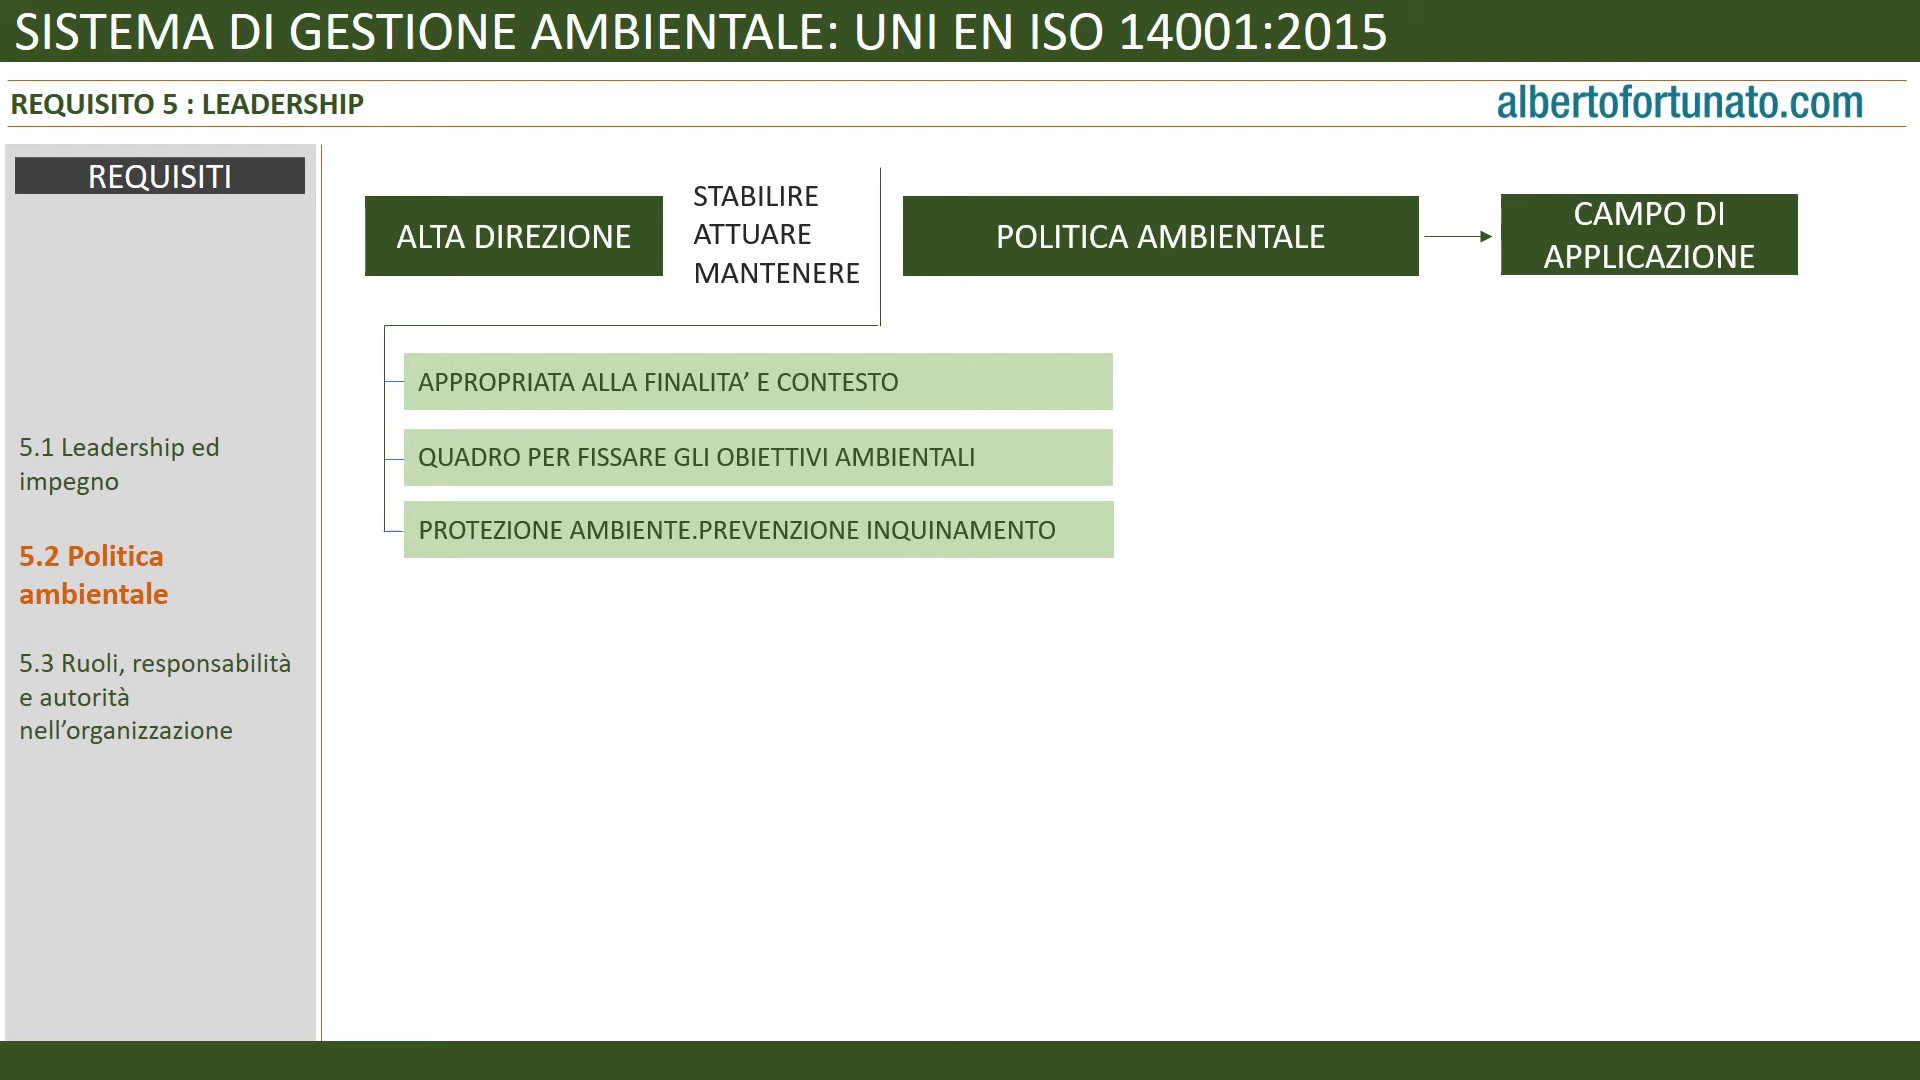 SISTEMA DI GESTIONE AMBIENTALE: UNI EN ISO 14001:2015
REQUISITO 5 : LEADERSHIP
albertofortunato.com
REQUISITI
5.1 Leadership ed
impegno
5.2 Politica
ambientale
5.3 Ruoli, responsabilità
e autorità
nell’organizzazione
ALTA DIREZIONE
STABILIRE
ATTUARE
MANTENERE
POLITICA AMBIENTALE
CAMPO DI
APPLICAZIONE
APPROPRIATA ALLA FINALITA’ E CONTESTO
QUADRO PER FISSARE GLI OBIETTIVI AMBIENTALI
PROTEZIONE AMBIENTE.PREVENZIONE INQUINAMENTO